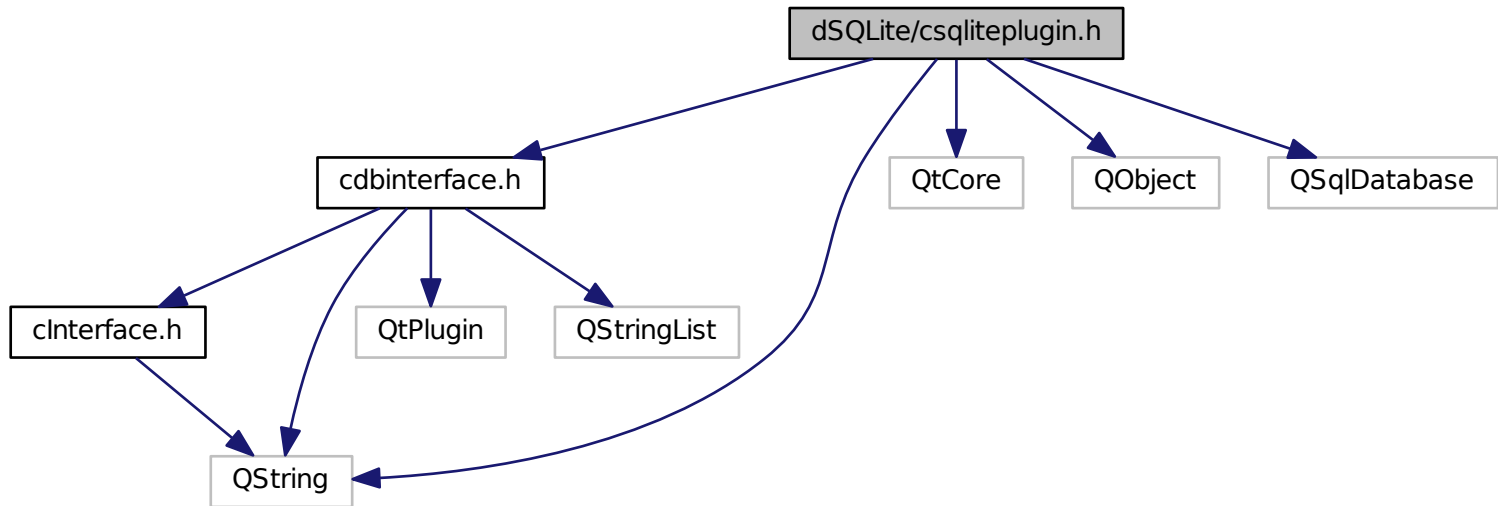 dSQLite/csqliteplugin.h
cdbinterface.h
QtCore
QObject
QSqlDatabase
cInterface.h
QtPlugin
QStringList
QString